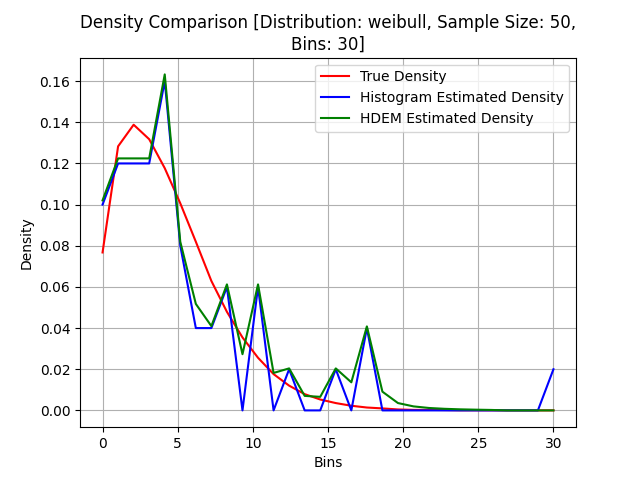 Density Comparison [Distribution: weibull, Sample Size: 50,
Bins: 30]
True Density
Histogram Estimated Density
HDEM Estimated Density
Density
0.16
0.14
0.12
0.10
0.08
0.06
0.04
0.02
0.00
0 5 10 15 20 25 30
Bins